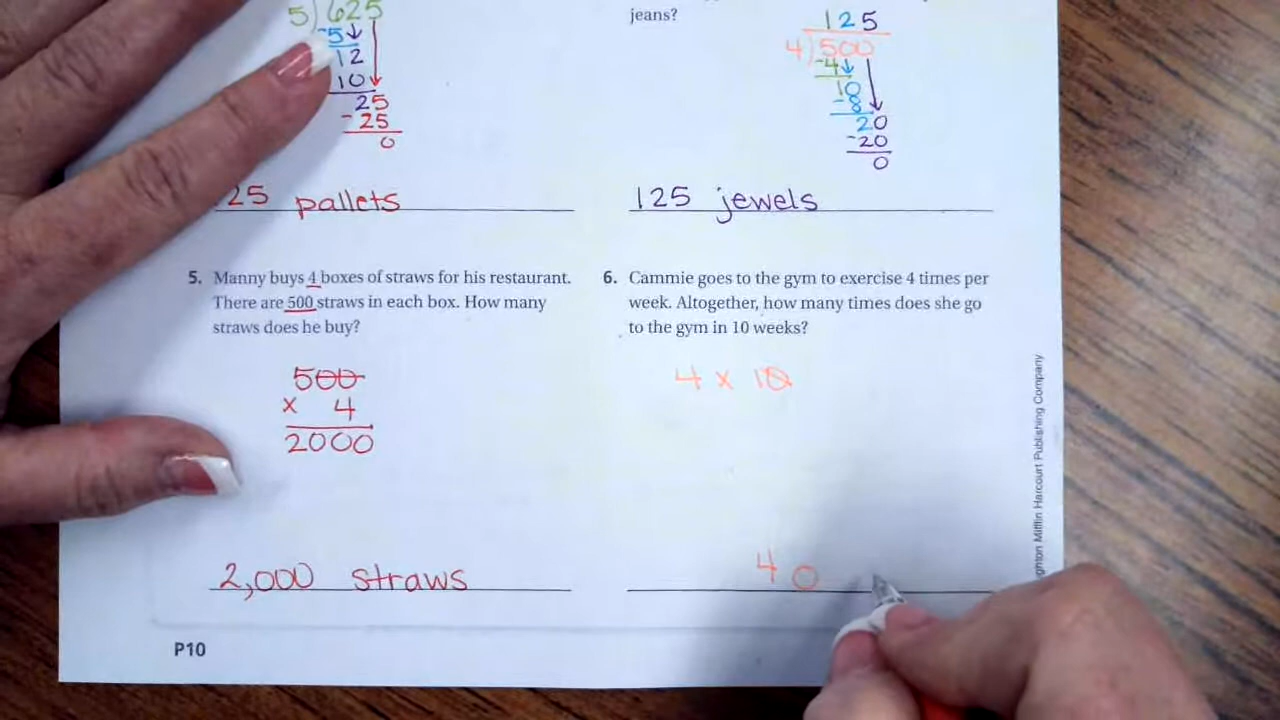 5)625
-5
12
10
25
-25
0
25 pallets
jeans?
125
4)500
-4
10
-8
20
-20
0
125 jewels
5. Manny buys 4 boxes of straws for his restaurant.
There are 500 straws in each box. How many
straws does he buy?
500
x 4
2000
2,000 straws
6. Cammie goes to the gym to exercise 4 times per
week. Altogether, how many times does she go
to the gym in 10 weeks?
4 x 10
40
P10
Mifflin Harcourt Publishing Company